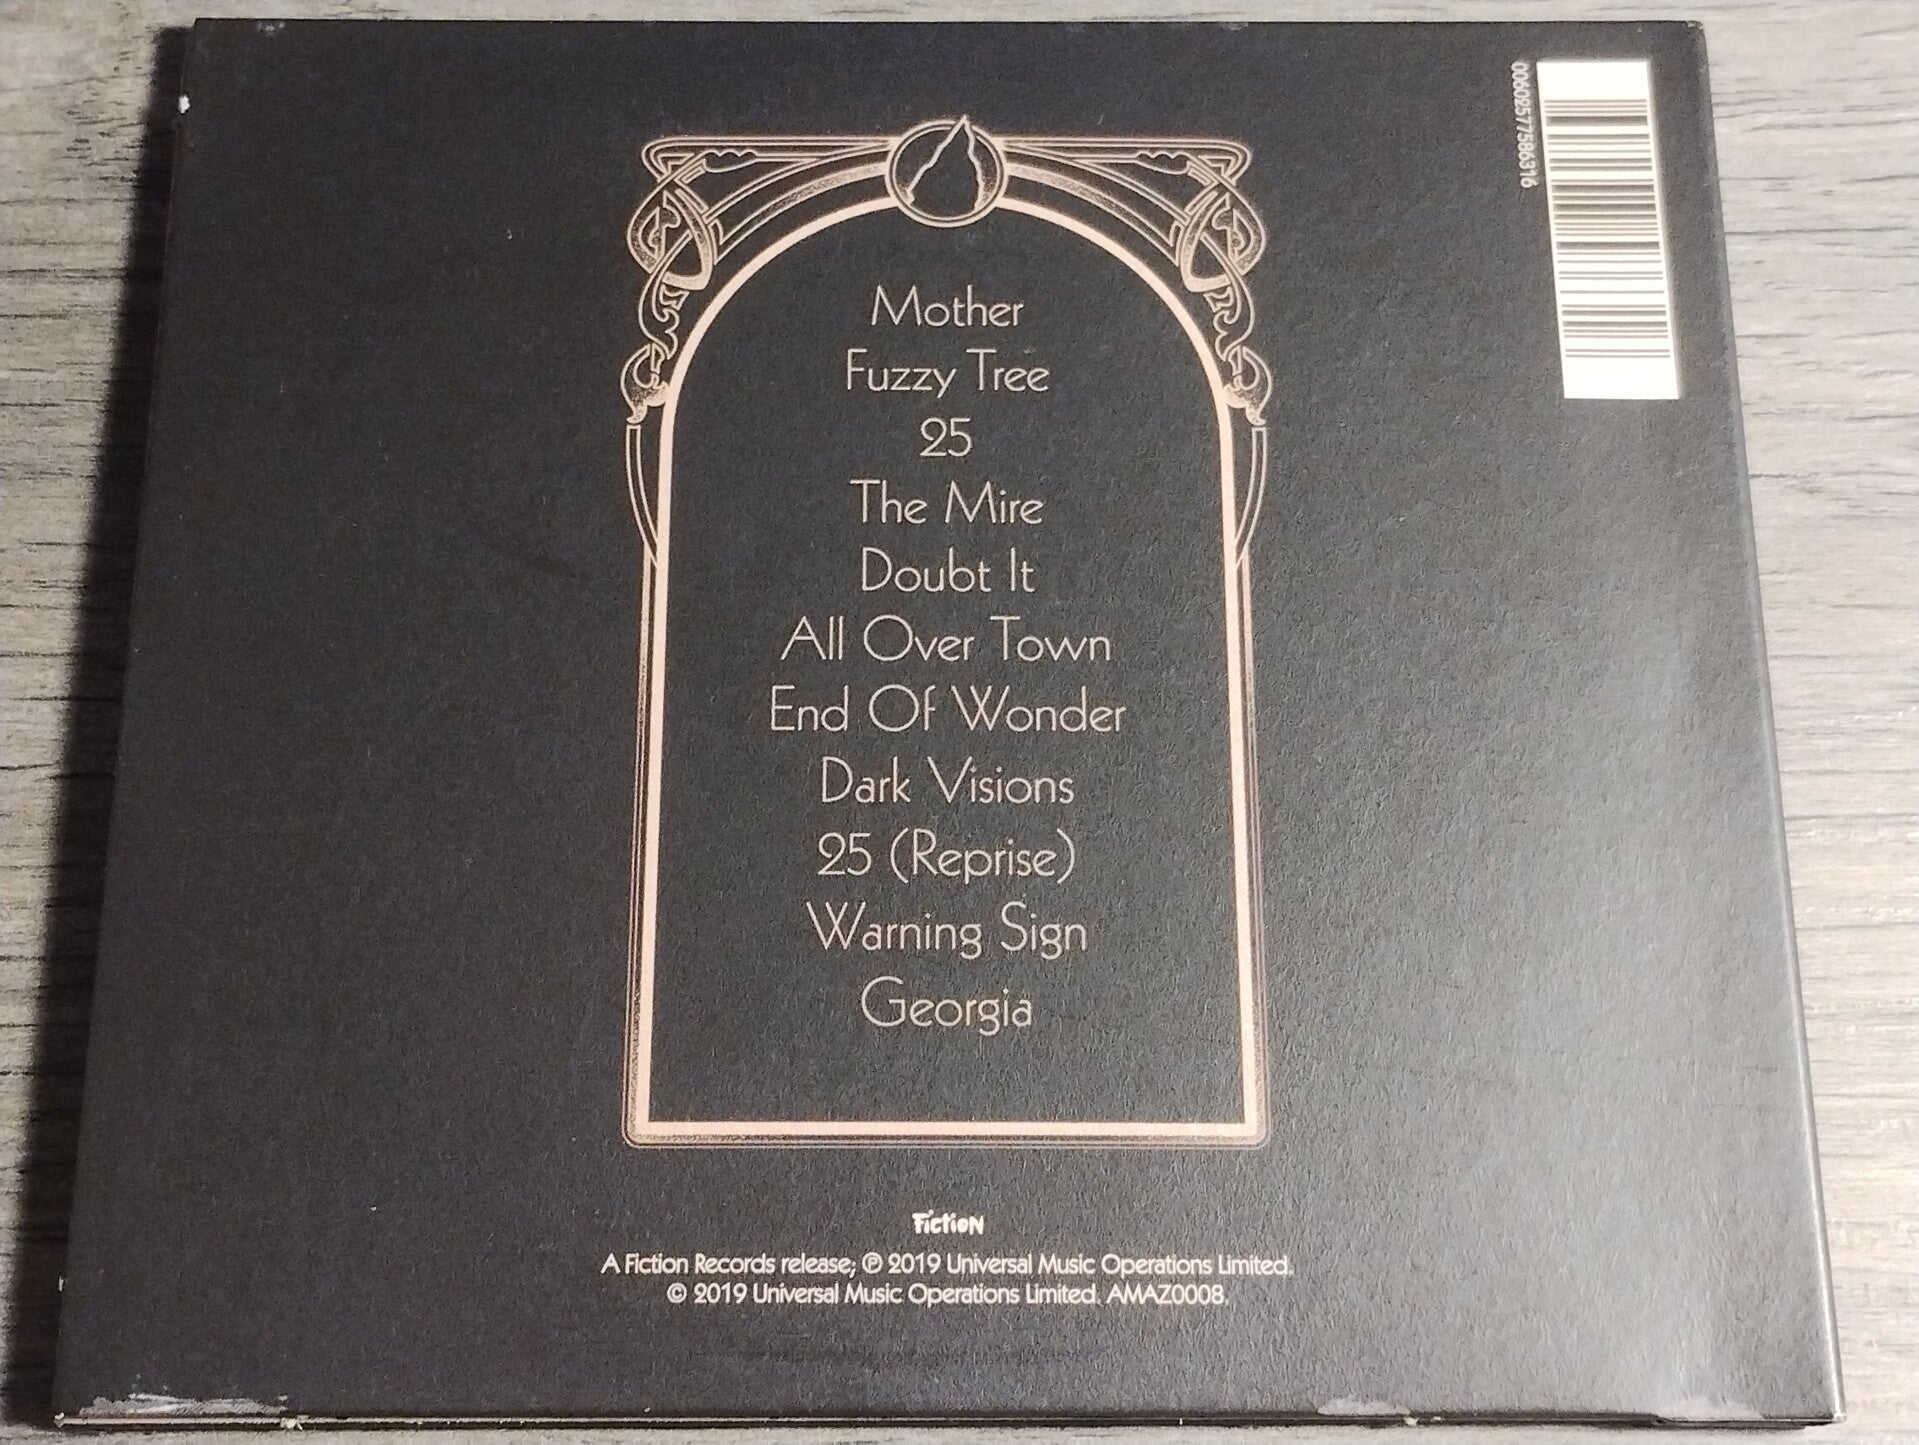 Mother
Fuzzy Tree
25
The Mire
Doubt It
All Over Town
End Of Wonder
Dark Visions
25 (Reprise)
Warning Sign
Georgia
Fiction
A Fiction Records release; ℗ 2019 Universal Music Operations Limited.
© 2019 Universal Music Operations Limited. AMAZ0008.